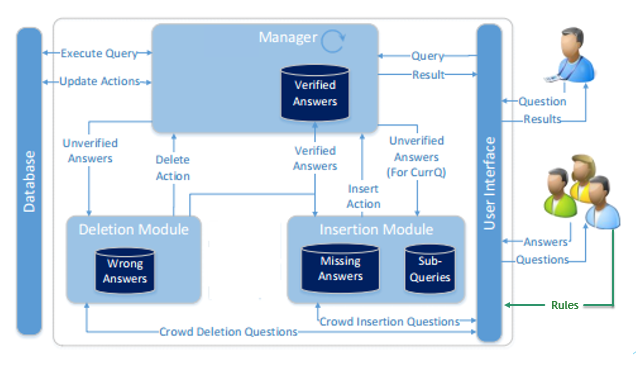 Manager
Execute Query
Update Actions
Query
Result
Verified
Answers
Question
Results
Unverified
Answers
Delete
Action
Verified
Answers
Unverified
Answers
(For CurrQ)
Insert
Action
Database
User Interface
Deletion Module
Wrong
Answers
Insertion Module
Missing
Answers
Sub-
Queries
Answers
Questions
Rules
Crowd Insertion Questions
Crowd Deletion Questions